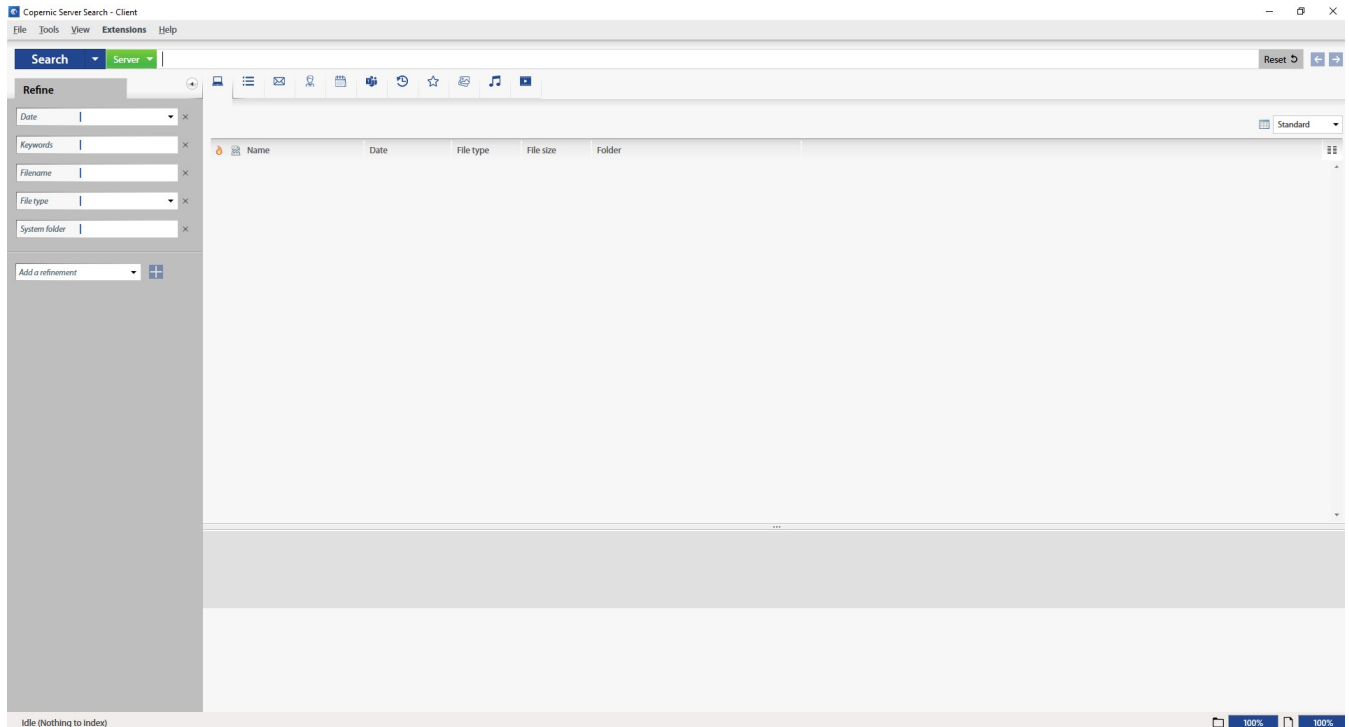 Copernic Server Search - Client
File Tools View Extensions Help
Search Server Reset
Refine
Date
Standard
Keywords
Name Date File type File size Folder
Filename
File type
System folder
Add a refinement
Idle (Nothing to index) 100% 100%